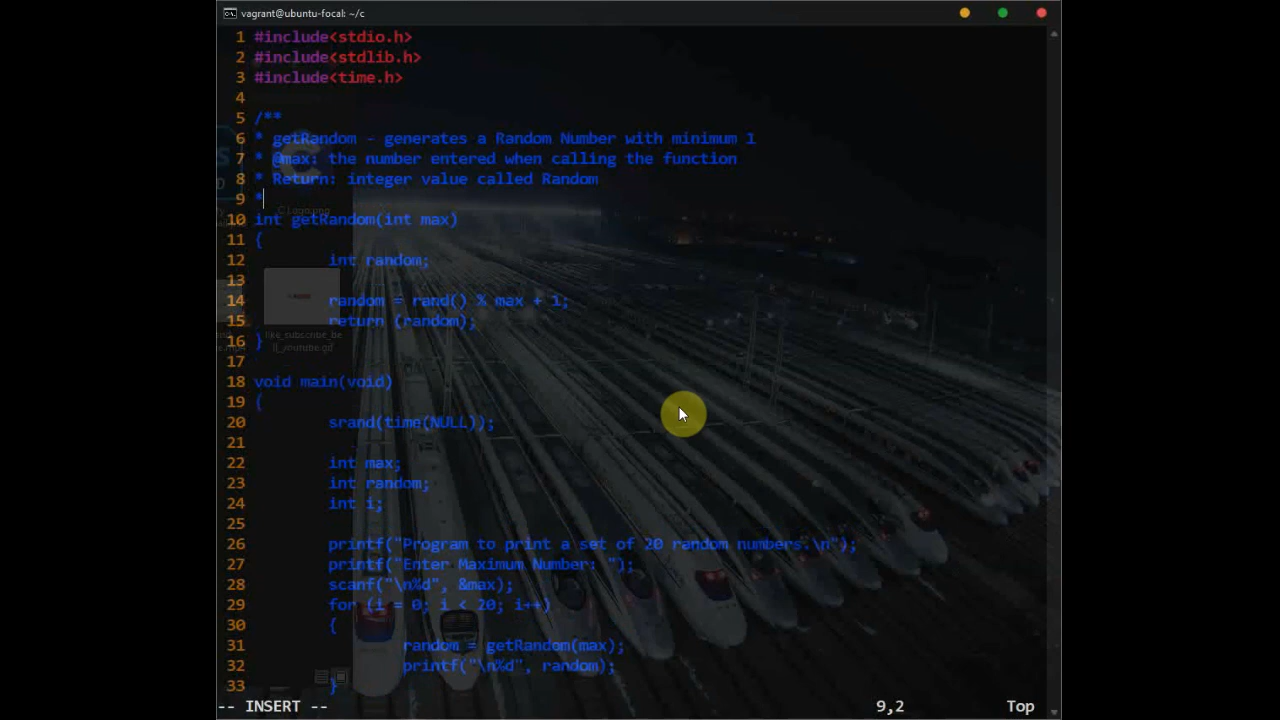 vagrant@ubuntu-focal: ~/c
1 #include<stdio.h>
2 #include<stdlib.h>
3 #include<time.h>
4
5 /**
6 * getRandom - generates a Random Number with minimum 1
7 * @max: the number entered when calling the function
8 * Return: integer value called Random
9 *
10 int getRandom(int max)
11 {
12 int random;
13
14 random = rand() % max + 1;
15 return (random);
16 }
17
18 void main(void)
19 {
20 srand(time(NULL));
21
22 int max;
23 int random;
24 int i;
25
26 printf("Program to print a set of 20 random numbers.\n");
27 printf("Enter Maximum Number: ");
28 scanf("\n%d", &max);
29 for (i = 0; i < 20; i++)
30 {
31 random = getRandom(max);
32 printf("\n%d", random);
33 }
-- INSERT -- 9,2 Top